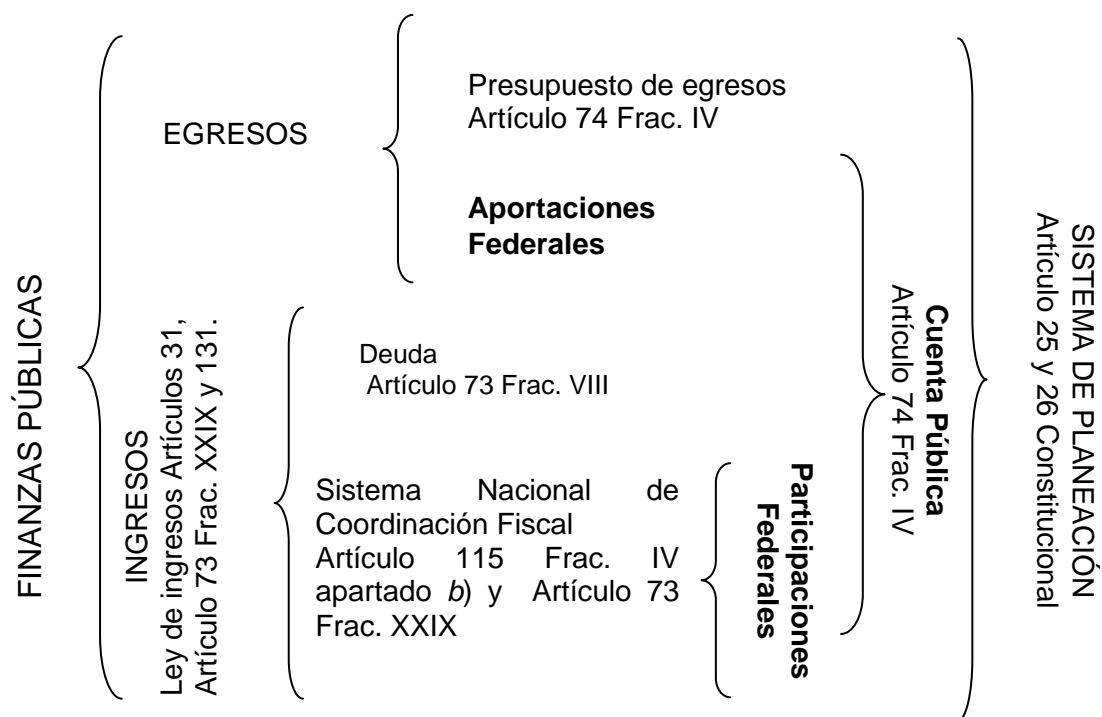 FINANZAS PÚBLICAS
EGRESOS
Presupuesto de egresos
Artículo 74 Frac. IV
Aportaciones
Federales
INGRESOS
Ley de ingresos Artículos 31,
Artículo 73 Frac. XXIX y 131.
Deuda
Artículo 73 Frac. VIII
Sistema Nacional de
Coordinación Fiscal
Artículo 115 Frac. IV
apartado b) y Artículo 73
Frac. XXIX
Participaciones
Federales
Cuenta Pública
Artículo 74 Frac. IV
SISTEMA DE PLANEACIÓN
Artículo 25 y 26 Constitucional